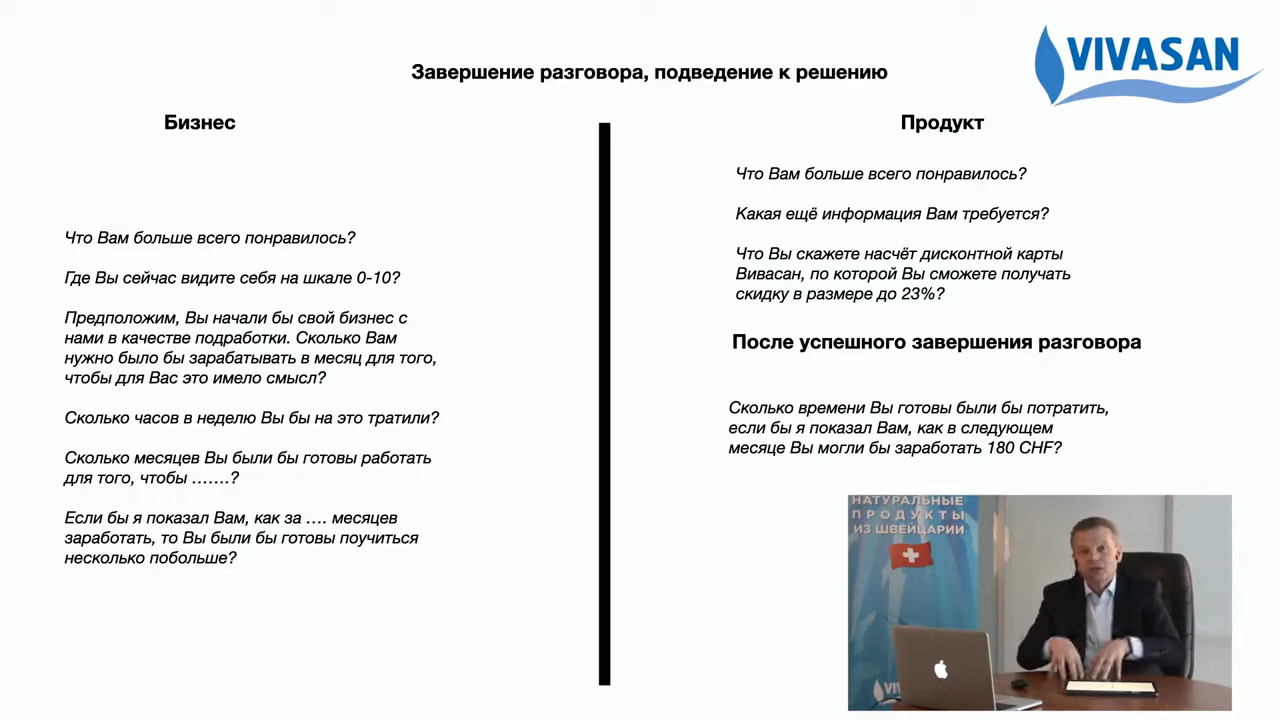 VIVASAN
Завершение разговора, подведение к решению
Бизнес
Что Вам больше всего понравилось?
Где Вы сейчас видите себя на шкале 0-10?
Предположим, Вы начали бы свой бизнес с
нами в качестве подработки. Сколько Вам
нужно было бы зарабатывать в месяц для того,
чтобы для Вас это имело смысл?
Сколько часов в неделю Вы бы на это тратили?
Сколько месяцев Вы были бы готовы работать
для того, чтобы …….?
Если бы я показал Вам, как за …. месяцев
заработать, то Вы были бы готовы поучиться
несколько побольше?
Продукт
Что Вам больше всего понравилось?
Какая ещё информация Вам требуется?
Что Вы скажете насчёт дисконтной карты
Вивасан, по которой Вы сможете получать
скидку в размере до 23%?
После успешного завершения разговора
Сколько времени Вы готовы были бы потратить,
если бы я показал Вам, как в следующем
месяце Вы могли бы заработать 180 CHF?
НАТУРАЛЬНЫЕ
ПРОДУКТЫ
ИЗ ШВЕЙЦАРИИ